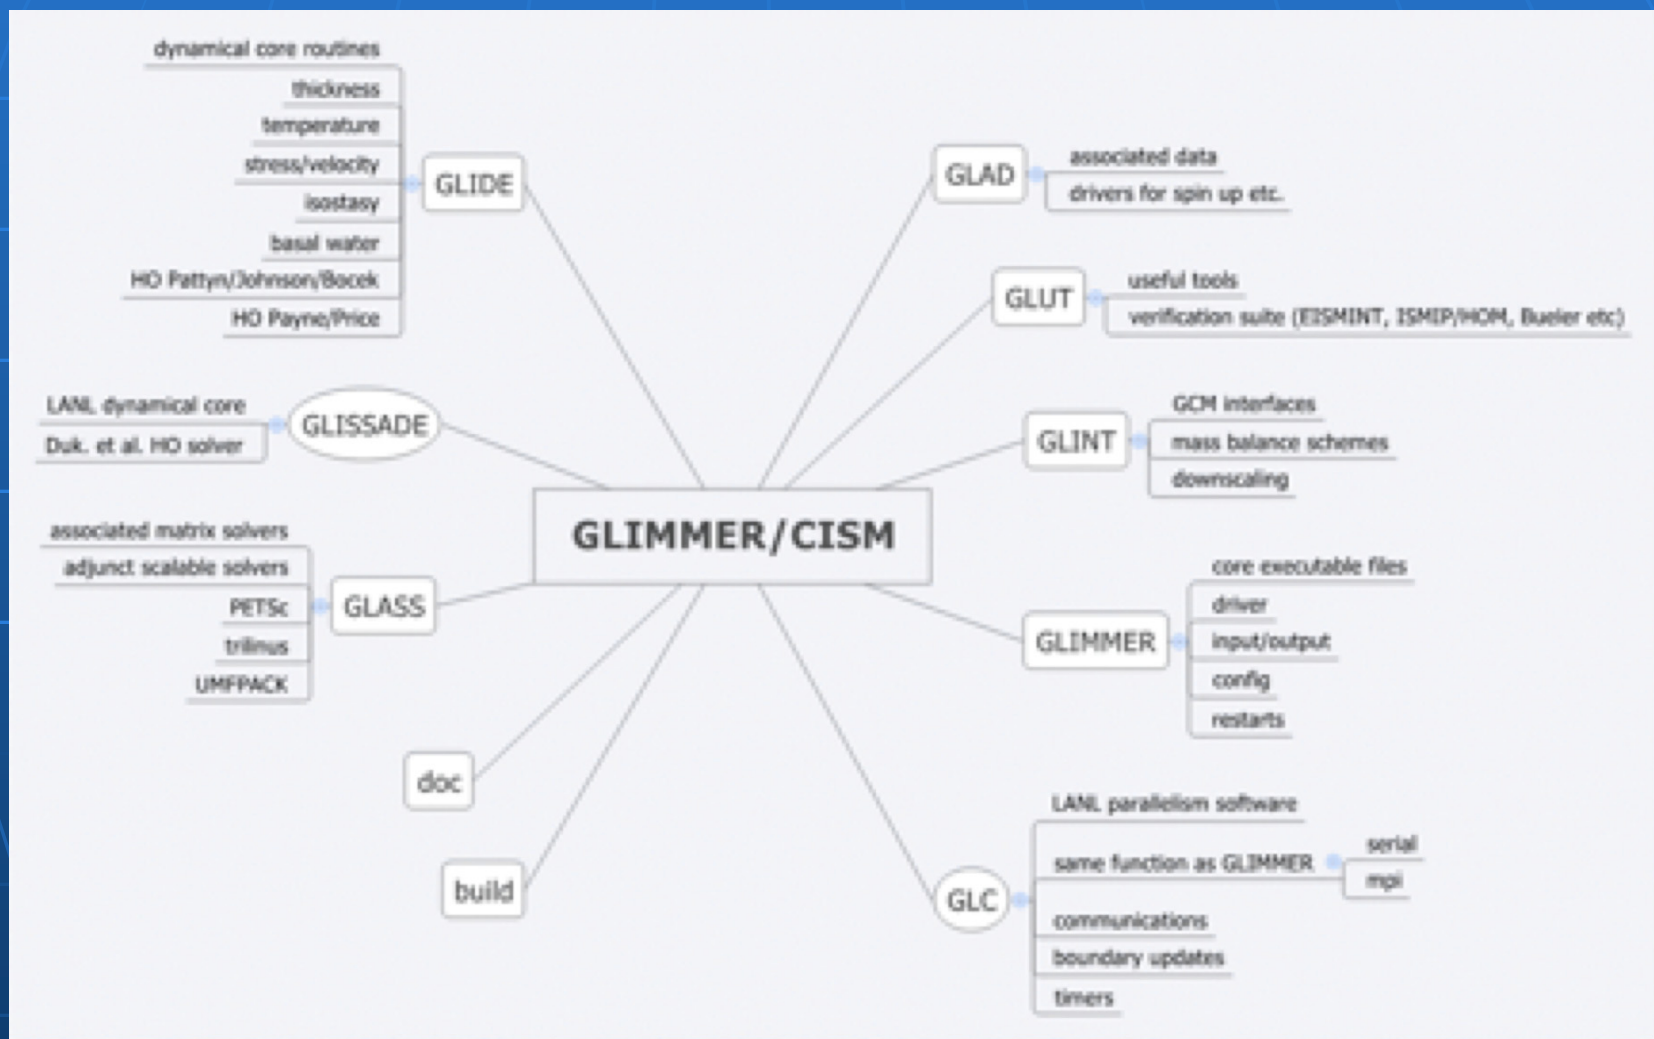 dynamical core routines
thickness
temperature
stress/velocity
isostasy
basal water
HO Pattyn/Johnson/Bocek
HO Payne/Price
GLIDE
LANL dynamical core
Duk. et al. HO solver
GLISSADE
associated matrix solvers
adjunct scalable solvers
PETSc
trilinus
UMFPACK
GLASS
doc
build
GLIMMER/CISM
GLAD
associated data
drivers for spin up etc.
GLUT
useful tools
verification suite (EISMINT, ISMIP/HOM, Bueler etc)
GLINT
GCM interfaces
mass balance schemes
downscaling
GLIMMER
core executable files
driver
input/output
config
restarts
GLC
LANL parallelism software
same function as GLIMMER
serial
mpi
communications
boundary updates
timers